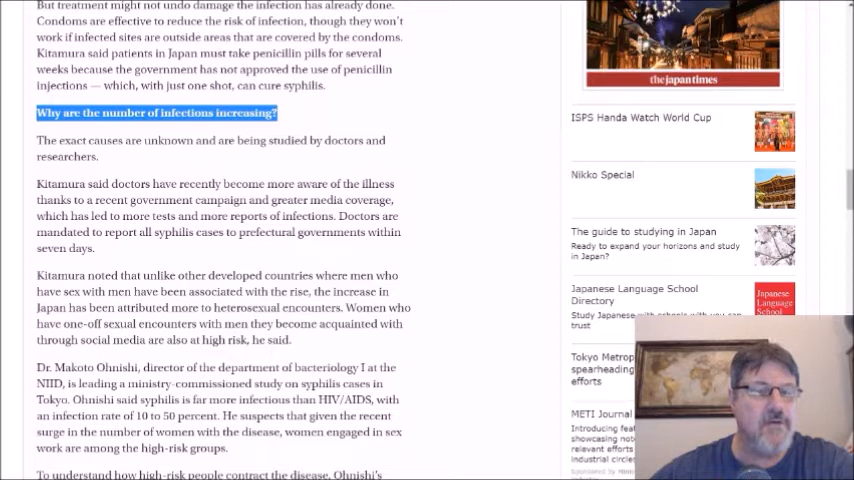 But treatment might not undo damage the infection has already done.
Condoms are effective to reduce the risk of infection, though they won't
work if infected sites are outside areas that are covered by the condoms.
Kitamura said patients in Japan must take penicillin pills for several
weeks because the government has not approved the use of penicillin
injections — which, with just one shot, can cure syphilis.
Why are the number of infections increasing?
The exact causes are unknown and are being studied by doctors and
researchers.
Kitamura said doctors have recently become more aware of the illness
thanks to a recent government campaign and greater media coverage,
which has led to more tests and more reports of infections. Doctors are
mandated to report all syphilis cases to prefectural governments within
seven days.
Kitamura noted that unlike other developed countries where men who
have sex with men have been associated with the rise, the increase in
Japan has been attributed more to heterosexual encounters. Women who
have one-off sexual encounters with men they become acquainted with
through social media are also at high risk, he said.
Dr. Makoto Ohnishi, director of the department of bacteriology I at the
NIID, is leading a ministry-commissioned study on syphilis cases in
Tokyo. Ohnishi said syphilis is far more infectious than HIV/AIDS, with
an infection rate of 10 to 50 percent. He suspects that given the recent
surge in the number of women with the disease, women engaged in sex
work are among the high-risk groups.
To understand how high-risk people contract the disease, Ohnishi's
the japan times
ISPS Handa Watch World Cup
Nikko Special
The guide to studying in Japan
Ready to expand your horizons and study
in Japan?
Japanese Language School
Directory
Study Japanese with schools with you can
trust
Japanese
Language
School
Tokyo Metrop
spearheading
efforts
METI Journal
Introducing feat
showcasing not
relevant efforts
industrial circles
Sponsored by